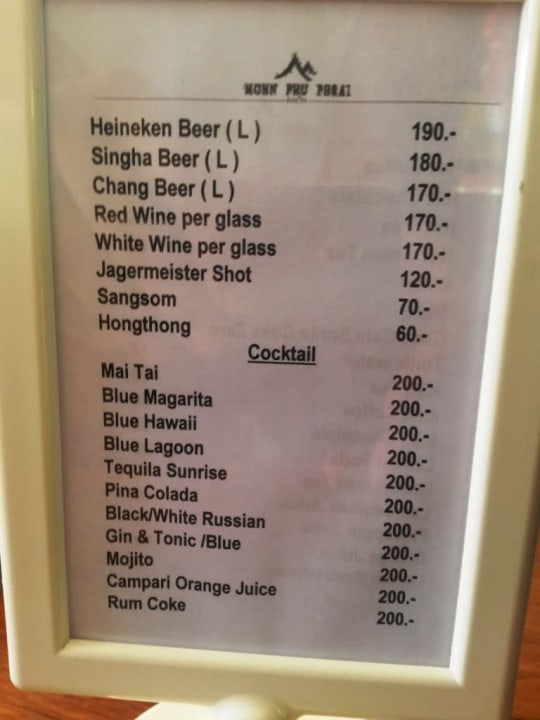 MONN PHU
Heineken Beer ( L ) 190.-
Singha Beer ( L ) 180.-
Chang Beer ( L ) 170.-
Red Wine per glass 170.-
White Wine per glass 170.-
Jagermeister Shot 120.-
Sangsom 70.-
Hongthong 60.-
Cocktail
Mai Tai 200.-
Blue Magarita 200.-
Blue Hawaii 200.-
Blue Lagoon 200.-
Tequila Sunrise 200.-
Pina Colada 200.-
Black/White Russian 200.-
Gin & Tonic /Blue 200.-
Mojito 200.-
Campari Orange Juice 200.-
Rum Coke 200.-